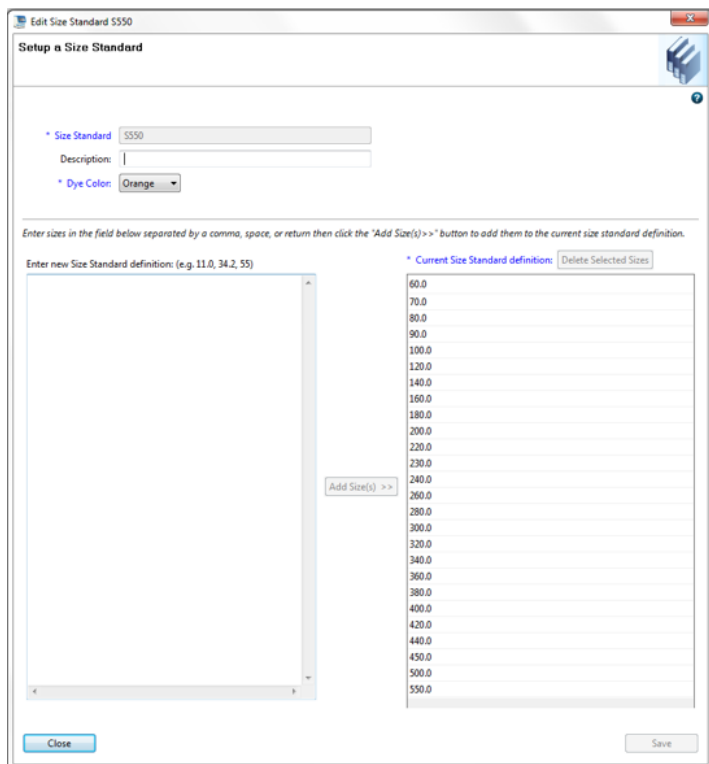 Edit Size Standard S550
Setup a Size Standard
* Size Standard S550
Description:
* Dye Color: Orange
Enter sizes in the field below separated by a comma, space, or return then click the "Add Size(s)>>" button to add them to the current size standard definition.
Enter new Size Standard definition: (e.g. 11.0, 34.2, 55)
* Current Size Standard definition: Delete Selected Sizes
60.0
70.0
80.0
90.0
100.0
120.0
140.0
160.0
180.0
200.0
220.0
230.0
240.0
260.0
280.0
300.0
320.0
340.0
360.0
380.0
400.0
420.0
440.0
450.0
500.0
550.0
Add Size(s) >>
Close
Save